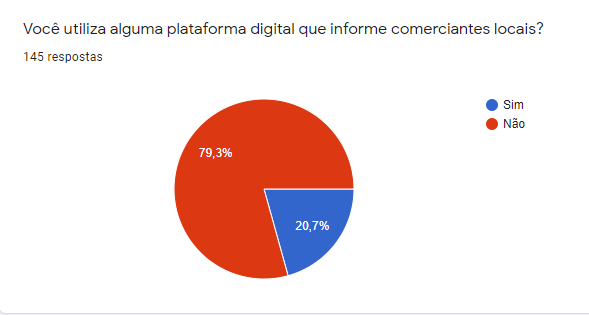 Você utiliza alguma plataforma digital que informe comerciantes locais?
145 respostas
Sim
Não
79,3%
20,7%